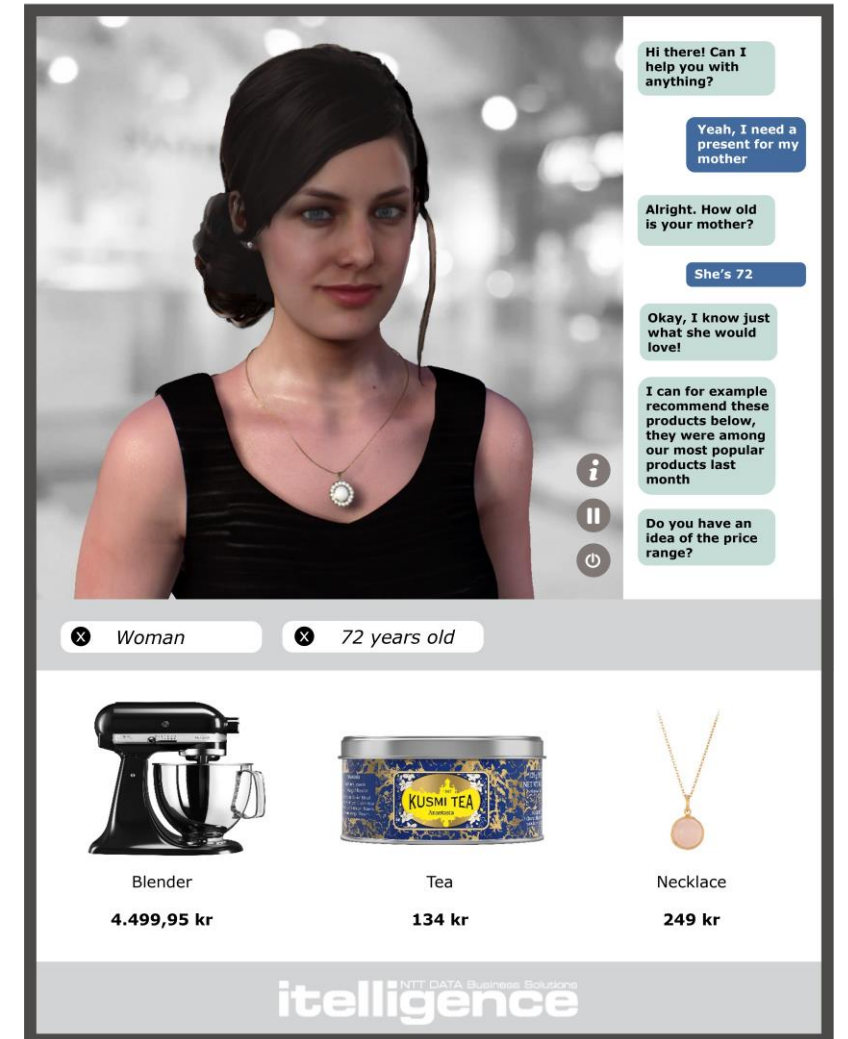 Hi there! Can I
help you with
anything?
Yeah, I need a
present for my
mother
Alright. How old
is your mother?
She's 72
Okay, I know just
what she would
love!
I can for example
recommend these
products below,
they were among
our most popular
products last
month
Do you have an
idea of the price
range?
i
X Woman
X 72 years old
KUSMI TEA
Anastasia
Blender
Tea
Necklace
4.499,95 kr
134 kr
249 kr
NTT DATA Business Solutions
itelligence